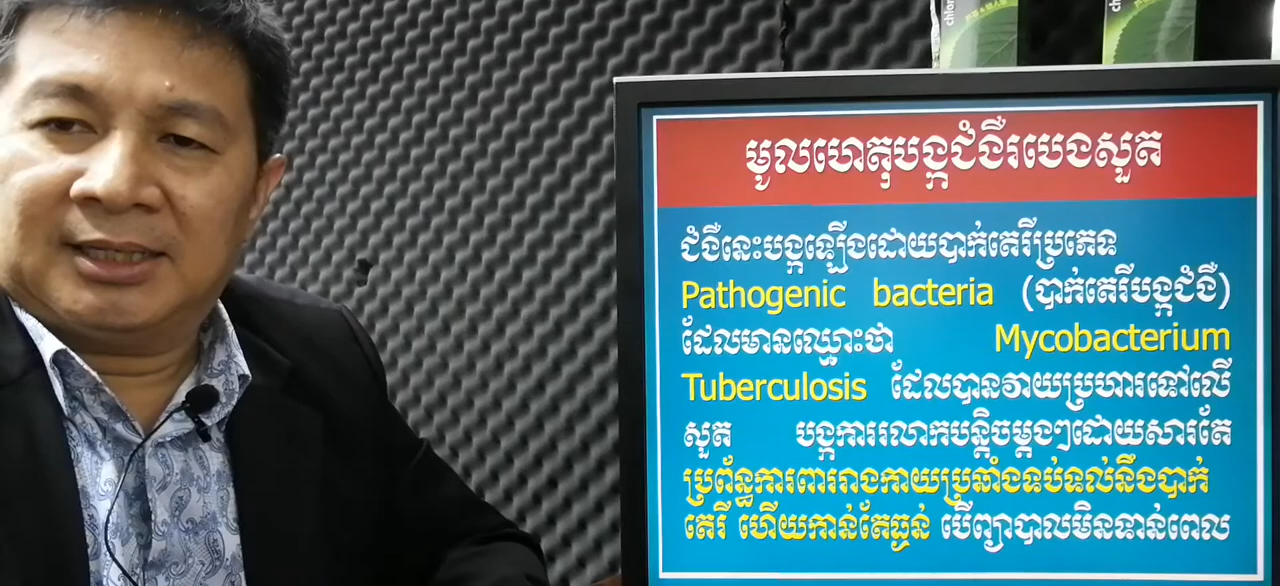 chlor
ch
មូលហេតុបង្កជំងឺរបេងសួត
ជំងឺនេះបង្កឡើងដោយបាក់តេរីប្រភេទ
Pathogenic bacteria (បាក់តេរីបង្កជំងឺ)
ដែលមានឈ្មោះថា Mycobacterium
Tuberculosis ដែលបានវាយប្រហារទៅលើ
សួត បង្កការរលាកបន្តិចម្តងៗដោយសារតែ
ប្រព័ន្ធការពាររាងកាយប្រឆាំងទប់ទល់នឹងបាក់
តេរី ហើយកាន់តែធ្ងន់ បើព្យាបាលមិនទាន់ពេល